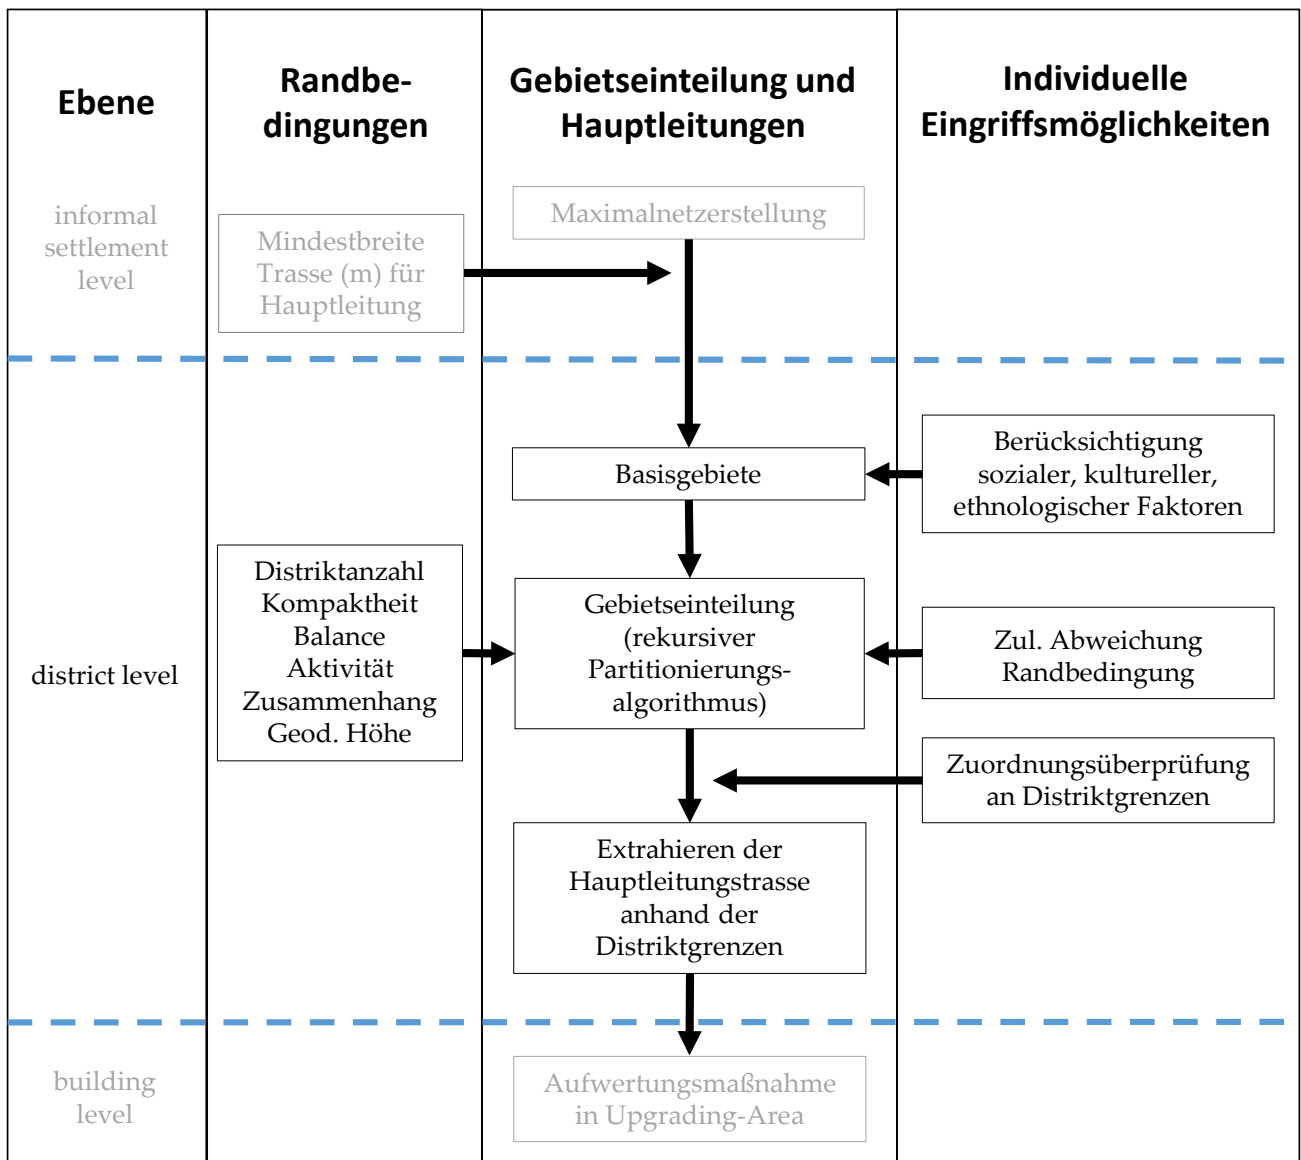 Ebene
Randbe-
dingungen
Gebietseinteilung und
Hauptleitungen
Individuelle
Eingriffsmöglichkeiten
informal
settlement
level
Mindestbreite
Trasse (m) für
Hauptleitung
Maximalnetzerstellung
district level
Distriktanzahl
Kompaktheit
Balance
Aktivität
Zusammenhang
Geod. Höhe
Basisgebiete
Gebietseinteilung
(rekursiver
Partitionierungs-
algorithmus)
Extrahieren der
Hauptleitungstrasse
anhand der
Distriktgrenzen
Berücksichtigung
sozialer, kultureller,
ethnologischer Faktoren
Zul. Abweichung
Randbedingung
Zuordnungsüberprüfung
an Distriktgrenzen
building
level
Aufwertungsmaßnahme
in Upgrading-Area